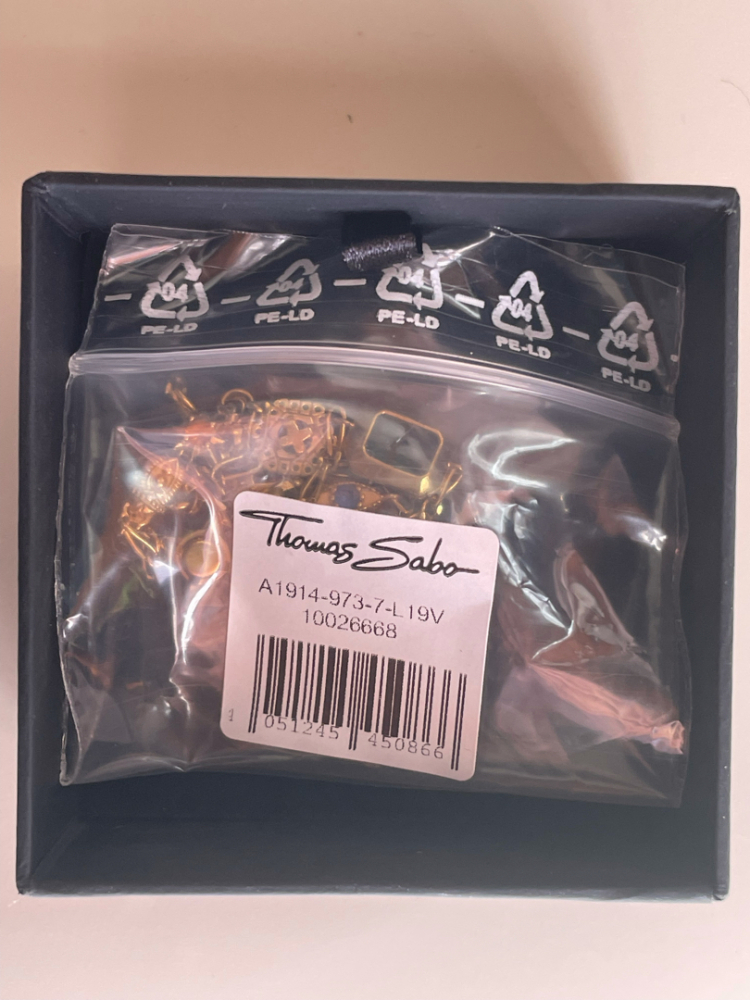 04 04 04 04 04
PE-LD PE-LD PE-LD PE-LD PE-LD
Thomas Sabo
A1914-973-7-L19V
10026668
051245 450866